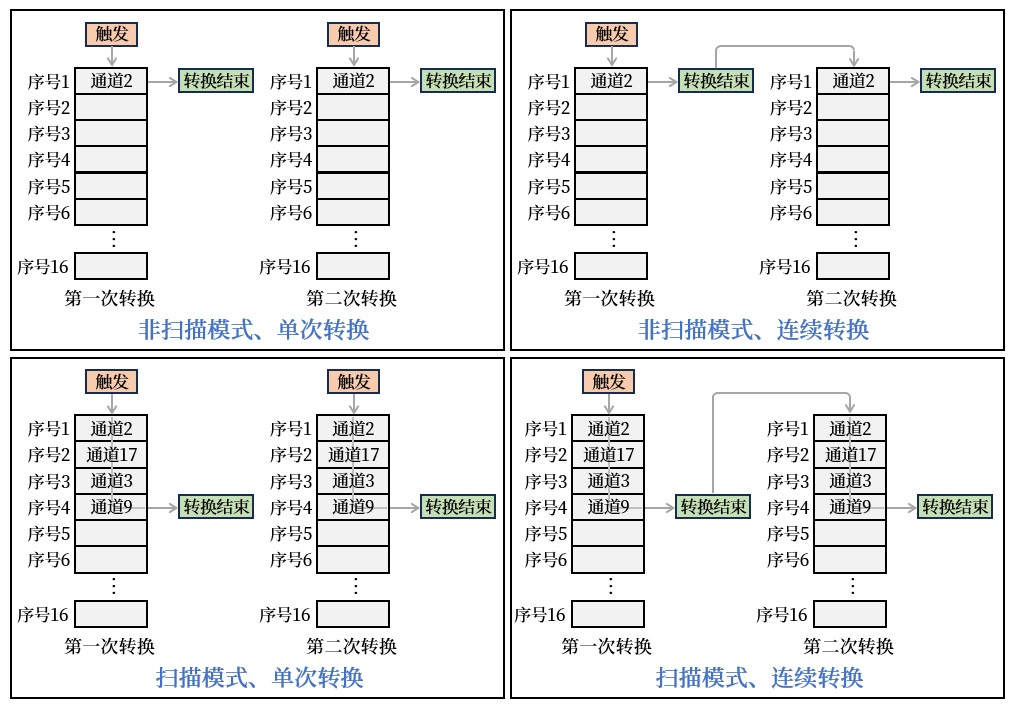 触发
序号1 通道2 转换结束
序号2
序号3
序号4
序号5
序号6
⋮
序号16
第一次转换
触发
序号1 通道2 转换结束
序号2
序号3
序号4
序号5
序号6
⋮
序号16
第二次转换
非扫描模式、单次转换
触发
序号1 通道2 转换结束
序号2
序号3
序号4
序号5
序号6
⋮
序号16
第一次转换
序号1 通道2 转换结束
序号2
序号3
序号4
序号5
序号6
⋮
序号16
第二次转换
非扫描模式、连续转换
触发
序号1 通道2
序号2 通道17
序号3 通道3
序号4 通道9 转换结束
序号5
序号6
⋮
序号16
第一次转换
触发
序号1 通道2
序号2 通道17
序号3 通道3
序号4 通道9 转换结束
序号5
序号6
⋮
序号16
第二次转换
扫描模式、单次转换
触发
序号1 通道2
序号2 通道17
序号3 通道3
序号4 通道9 转换结束
序号5
序号6
⋮
序号16
第一次转换
序号1 通道2
序号2 通道17
序号3 通道3
序号4 通道9 转换结束
序号5
序号6
⋮
序号16
第二次转换
扫描模式、连续转换